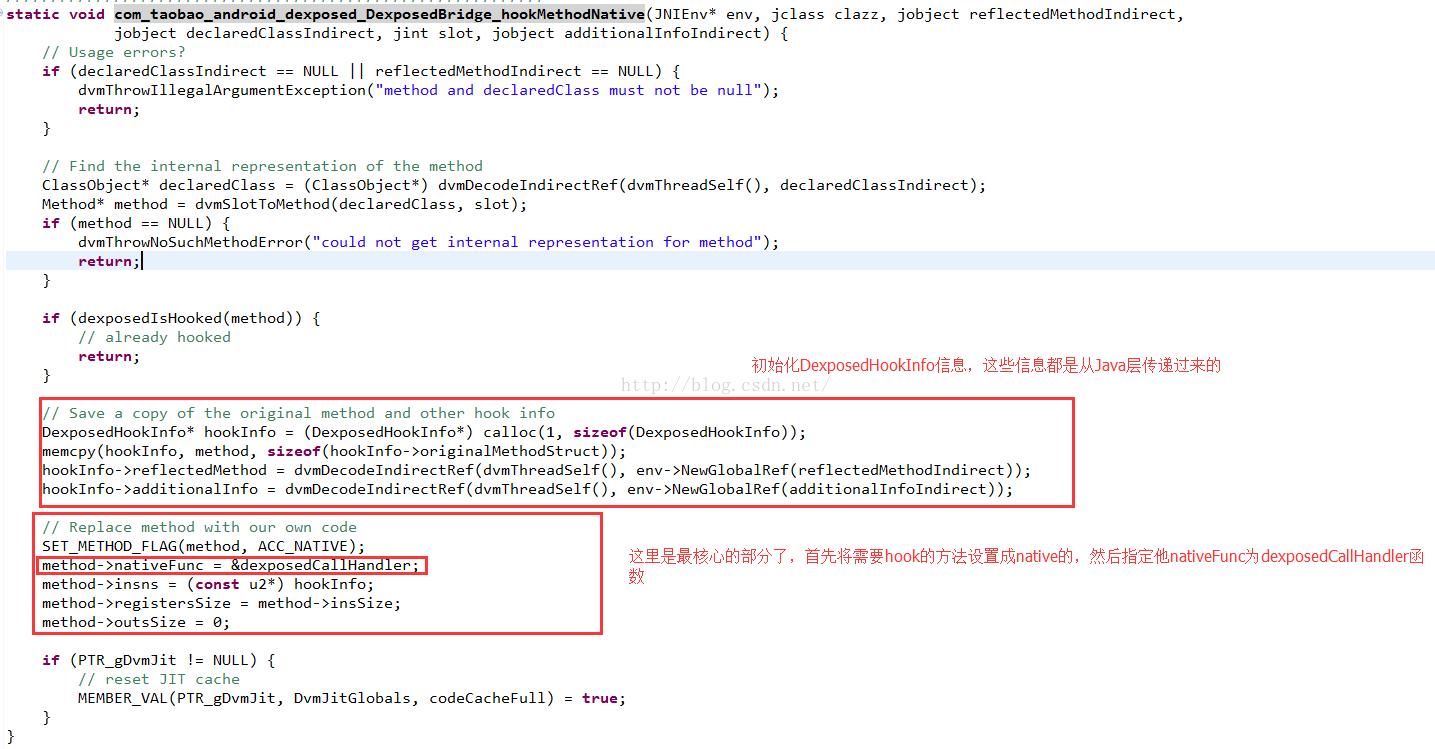 static void com_taobao_android_dexposed_DexposedBridge_hookMethodNative(JNIEnv* env, jclass clazz, jobject reflectedMethodIndirect,
            jobject declaredClassIndirect, jint slot, jobject additionalInfoIndirect) {
    // Usage errors?
    if (declaredClassIndirect == NULL || reflectedMethodIndirect == NULL) {
        dvmThrowIllegalArgumentException("method and declaredClass must not be null");
        return;
    }

    // Find the internal representation of the method
    ClassObject* declaredClass = (ClassObject*) dvmDecodeIndirectRef(dvmThreadSelf(), declaredClassIndirect);
    Method* method = dvmSlotToMethod(declaredClass, slot);
    if (method == NULL) {
        dvmThrowNoSuchMethodError("could not get internal representation for method");
        return;
    }

    if (dexposedIsHooked(method)) {
        // already hooked
        return;
    }
初始化DexposedHookInfo信息，这些信息都是从Java层传递过来的
http://blog.csdn.net/

    // Save a copy of the original method and other hook info
    DexposedHookInfo* hookInfo = (DexposedHookInfo*) calloc(1, sizeof(DexposedHookInfo));
    memcpy(hookInfo, method, sizeof(hookInfo->originalMethodStruct));
    hookInfo->reflectedMethod = dvmDecodeIndirectRef(dvmThreadSelf(), env->NewGlobalRef(reflectedMethodIndirect));
    hookInfo->additionalInfo = dvmDecodeIndirectRef(dvmThreadSelf(), env->NewGlobalRef(additionalInfoIndirect));

    // Replace method with our own code
    SET_METHOD_FLAG(method, ACC_NATIVE);
    method->nativeFunc = &dexposedCallHandler;
    method->insns = (const u2*) hookInfo;
    method->registersSize = method->insSize;
    method->outsSize = 0;
这里是最核心的部分了，首先将需要hook的方法设置成native的，然后指定他nativeFunc为dexposedCallHandler函
数

    if (PTR_gDvmJit != NULL) {
        // reset JIT cache
        MEMBER_VAL(PTR_gDvmJit, DvmJitGlobals, codeCacheFull) = true;
    }
}